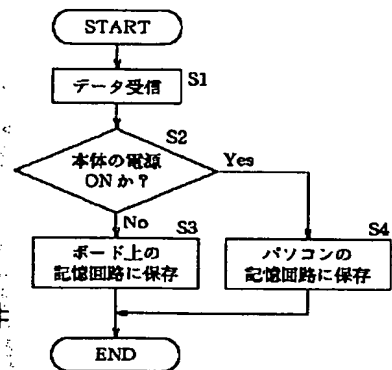 START
データ受信
S1
S2
本体の電源
ONか？
Yes
No
S3
ボード上の
記憶回路に保存
S4
パソコンの
記憶回路に保存
END